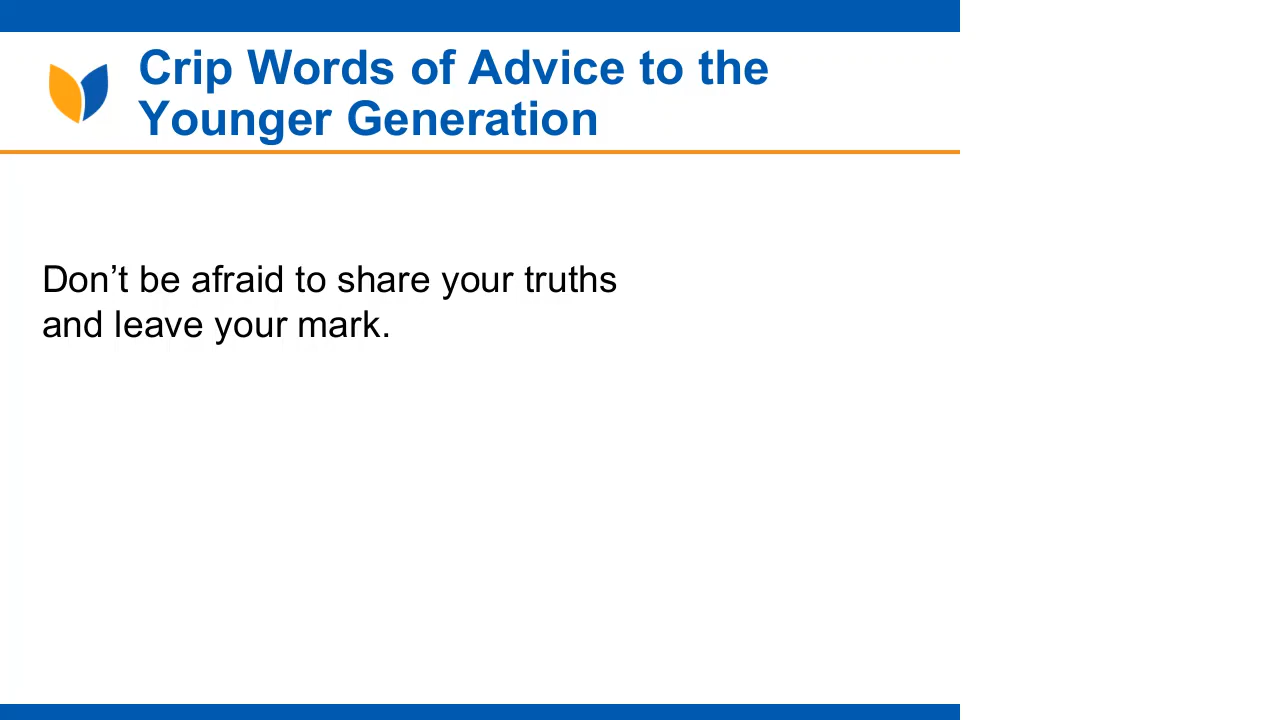 Crip Words of Advice to the
Younger Generation
Don’t be afraid to share your truths
and leave your mark.